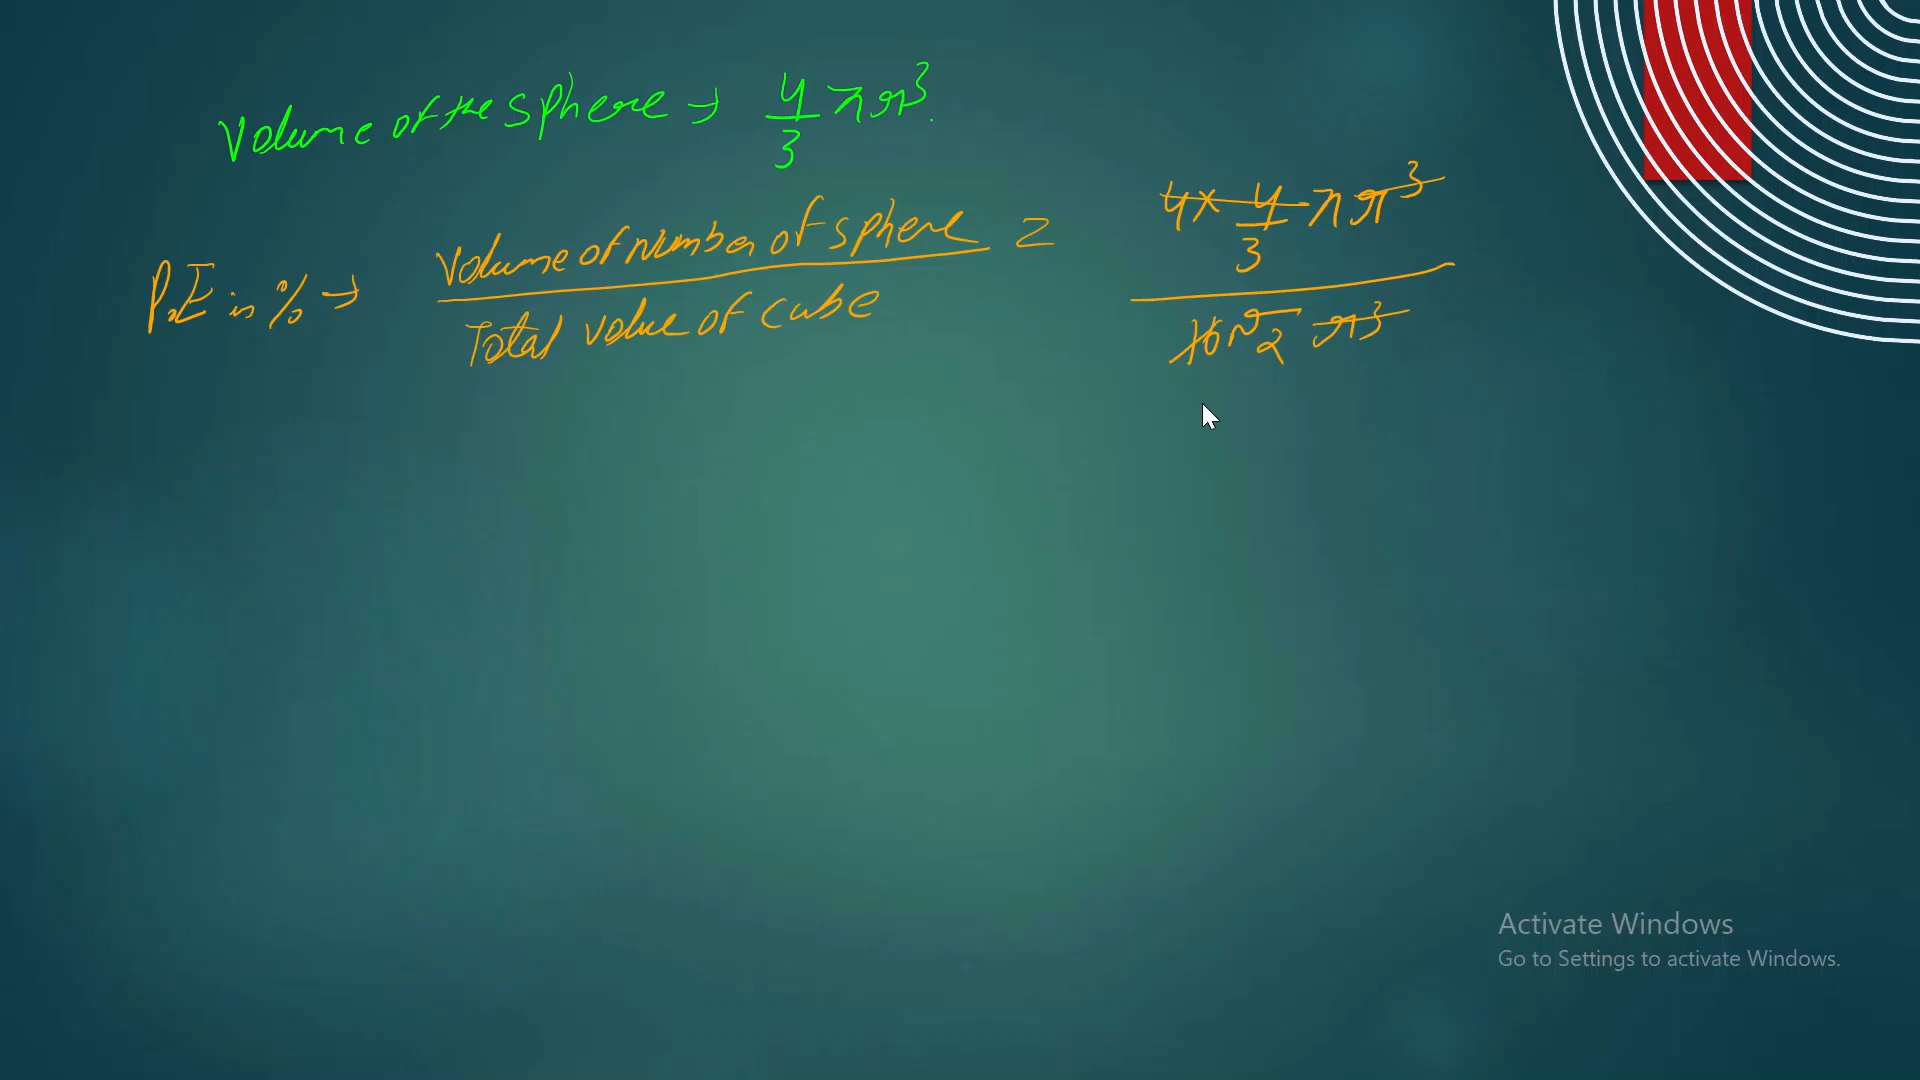 Volume of the sphere → 4/3 πr³.
P.E in % → Volume of Number of sphere / Total value of cube = 4 × 4/3 πr³ / 16√2 r³
Activate Windows
Go to Settings to activate Windows.